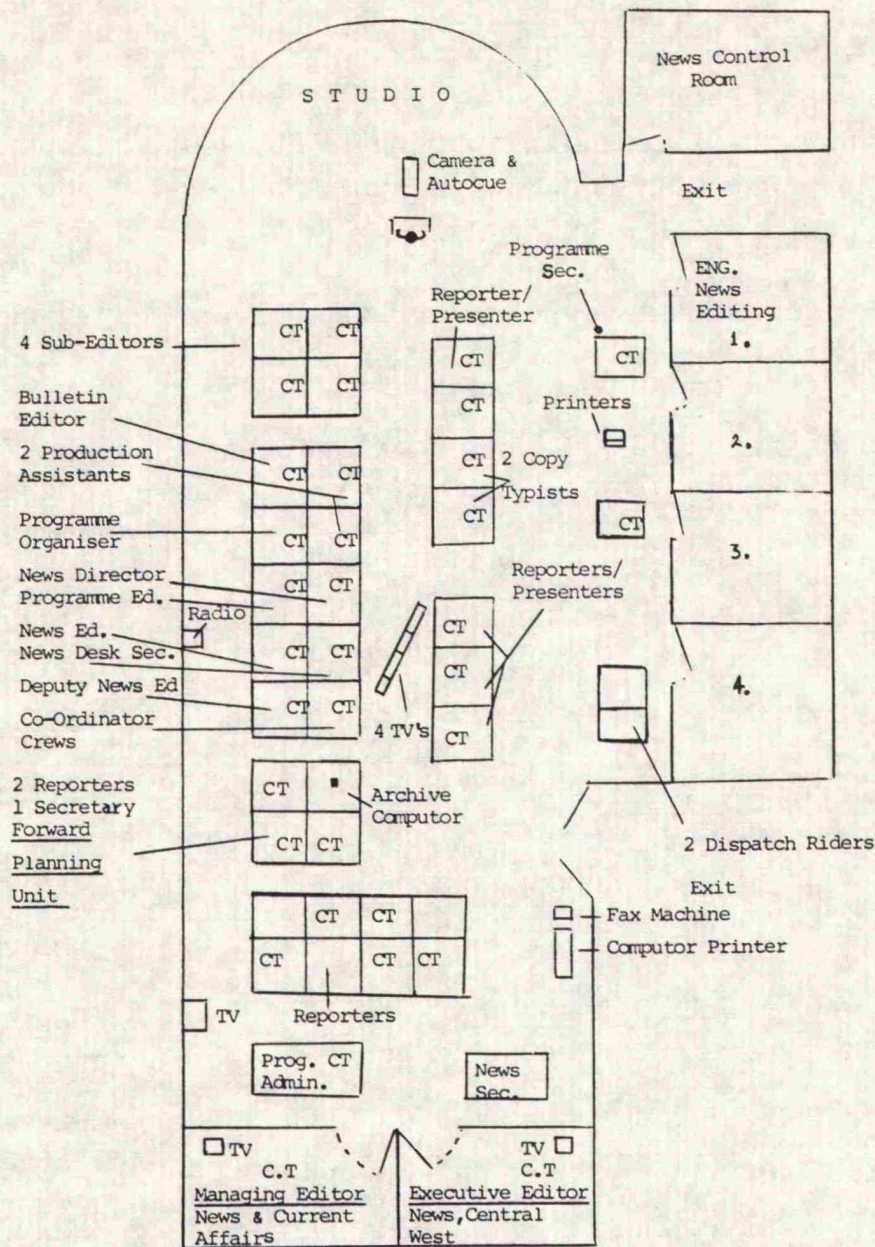 News Control
Room
STUDIO
Camera &
Autocue
Exit
Programme
Sec.
ENG.
News
Editing
Reporter/
Presenter
1.
4 Sub-Editors
CT CT
CT CT
CT
CT
Bulletin
Editor
CT
Printers
2.
2 Production
Assistants
CT CT
CT
2 Copy
Typists
CT
CT
Programme
Organiser
CT CT
3.
News Director
Programme Ed.
CT CT
Reporters/
Presenters
Radio
News Ed.
News Desk Sec.
CT CT
CT
CT
4.
Deputy News Ed
CT CT
Co-Ordinator
Crews
4 TV's
CT
2 Reporters
1 Secretary
Forward
Planning
Unit
CT
CT CT
Archive
Computor
2 Dispatch Riders
Exit
CT CT
Fax Machine
CT CT CT
Computor Printer
TV
Reporters
Prog. CT
Admin.
News
Sec.
TV
C.T
TV
C.T
Managing Editor
News & Current
Affairs
Executive Editor
News,Central
West